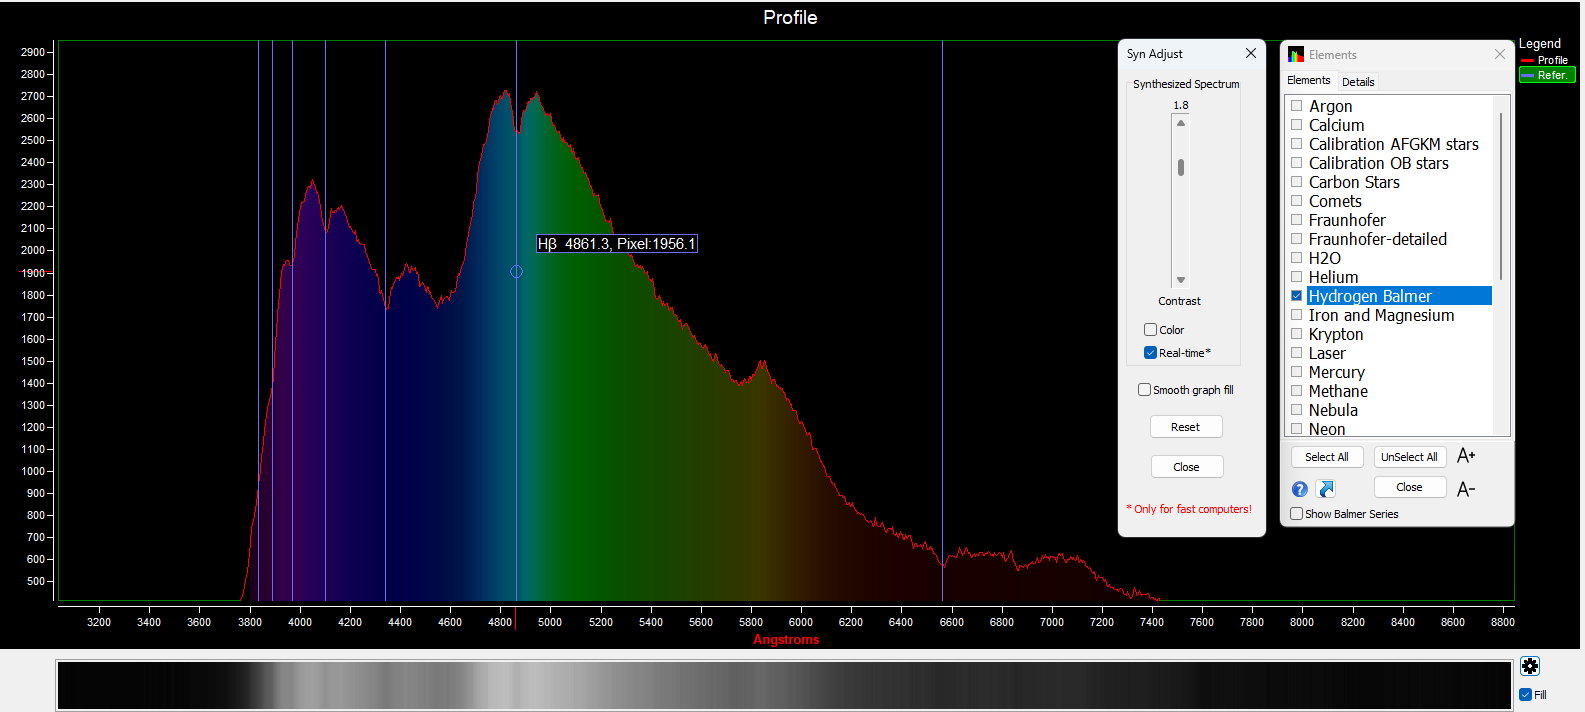 Profile
2900
2800
2700
2600
2500
2400
2300
2200
2100
2000
1900
1800
1700
1600
1500
1400
1300
1200
1100
1000
900
800
700
600
500
Hβ 4861.3, Pixel:1956.1
3200 3400 3600 3800 4000 4200 4400 4600 4800 5000 5200 5400 5600 5800 6000 6200 6400 6600 6800 7000 7200 7400 7600 7800 8000 8200 8400 8600 8800
Angstroms
Syn Adjust
Synthesized Spectrum
1.8
Contrast
Color
Real-time*
Smooth graph fill
Reset
Close
* Only for fast computers!
Elements
Elements Details
Argon
Calcium
Calibration AFGKM stars
Calibration OB stars
Carbon Stars
Comets
Fraunhofer
Fraunhofer-detailed
H2O
Helium
Hydrogen Balmer
Iron and Magnesium
Krypton
Laser
Mercury
Methane
Nebula
Neon
Select All UnSelect All A+
? Close A-
Show Balmer Series
Legend
Profile
Refer.
Fill